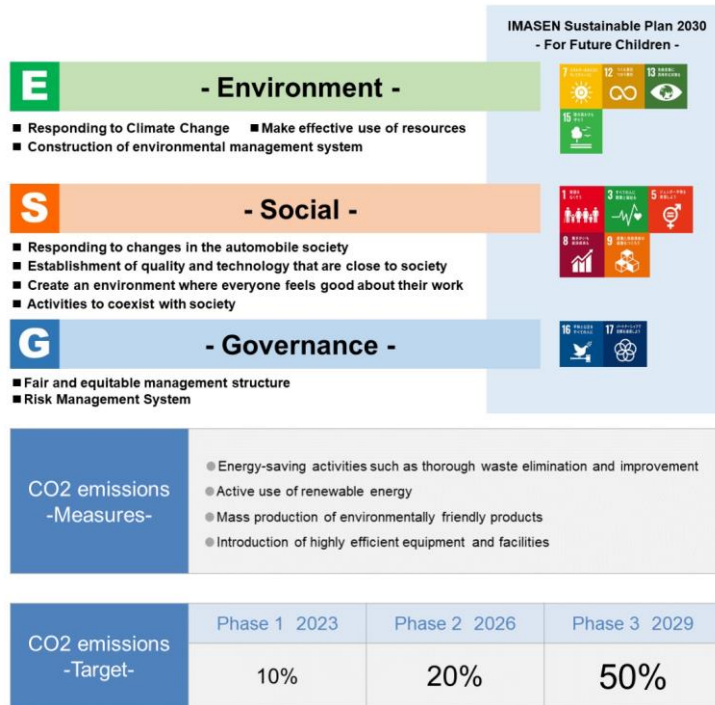 IMASEN Sustainable Plan 2030
- For Future Children -
E
- Environment -
7
12
13
15
■ Responding to Climate Change ■ Make effective use of resources
■ Construction of environmental management system
S
- Social -
1
3
5
8
9
■ Responding to changes in the automobile society
■ Establishment of quality and technology that are close to society
■ Create an environment where everyone feels good about their work
■ Activities to coexist with society
G
- Governance -
16
17
■ Fair and equitable management structure
■ Risk Management System
CO2 emissions
-Measures-
● Energy-saving activities such as thorough waste elimination and improvement
● Active use of renewable energy
● Mass production of environmentally friendly products
● Introduction of highly efficient equipment and facilities
CO2 emissions
-Target-
Phase 1 2023 Phase 2 2026 Phase 3 2029
10% 20% 50%